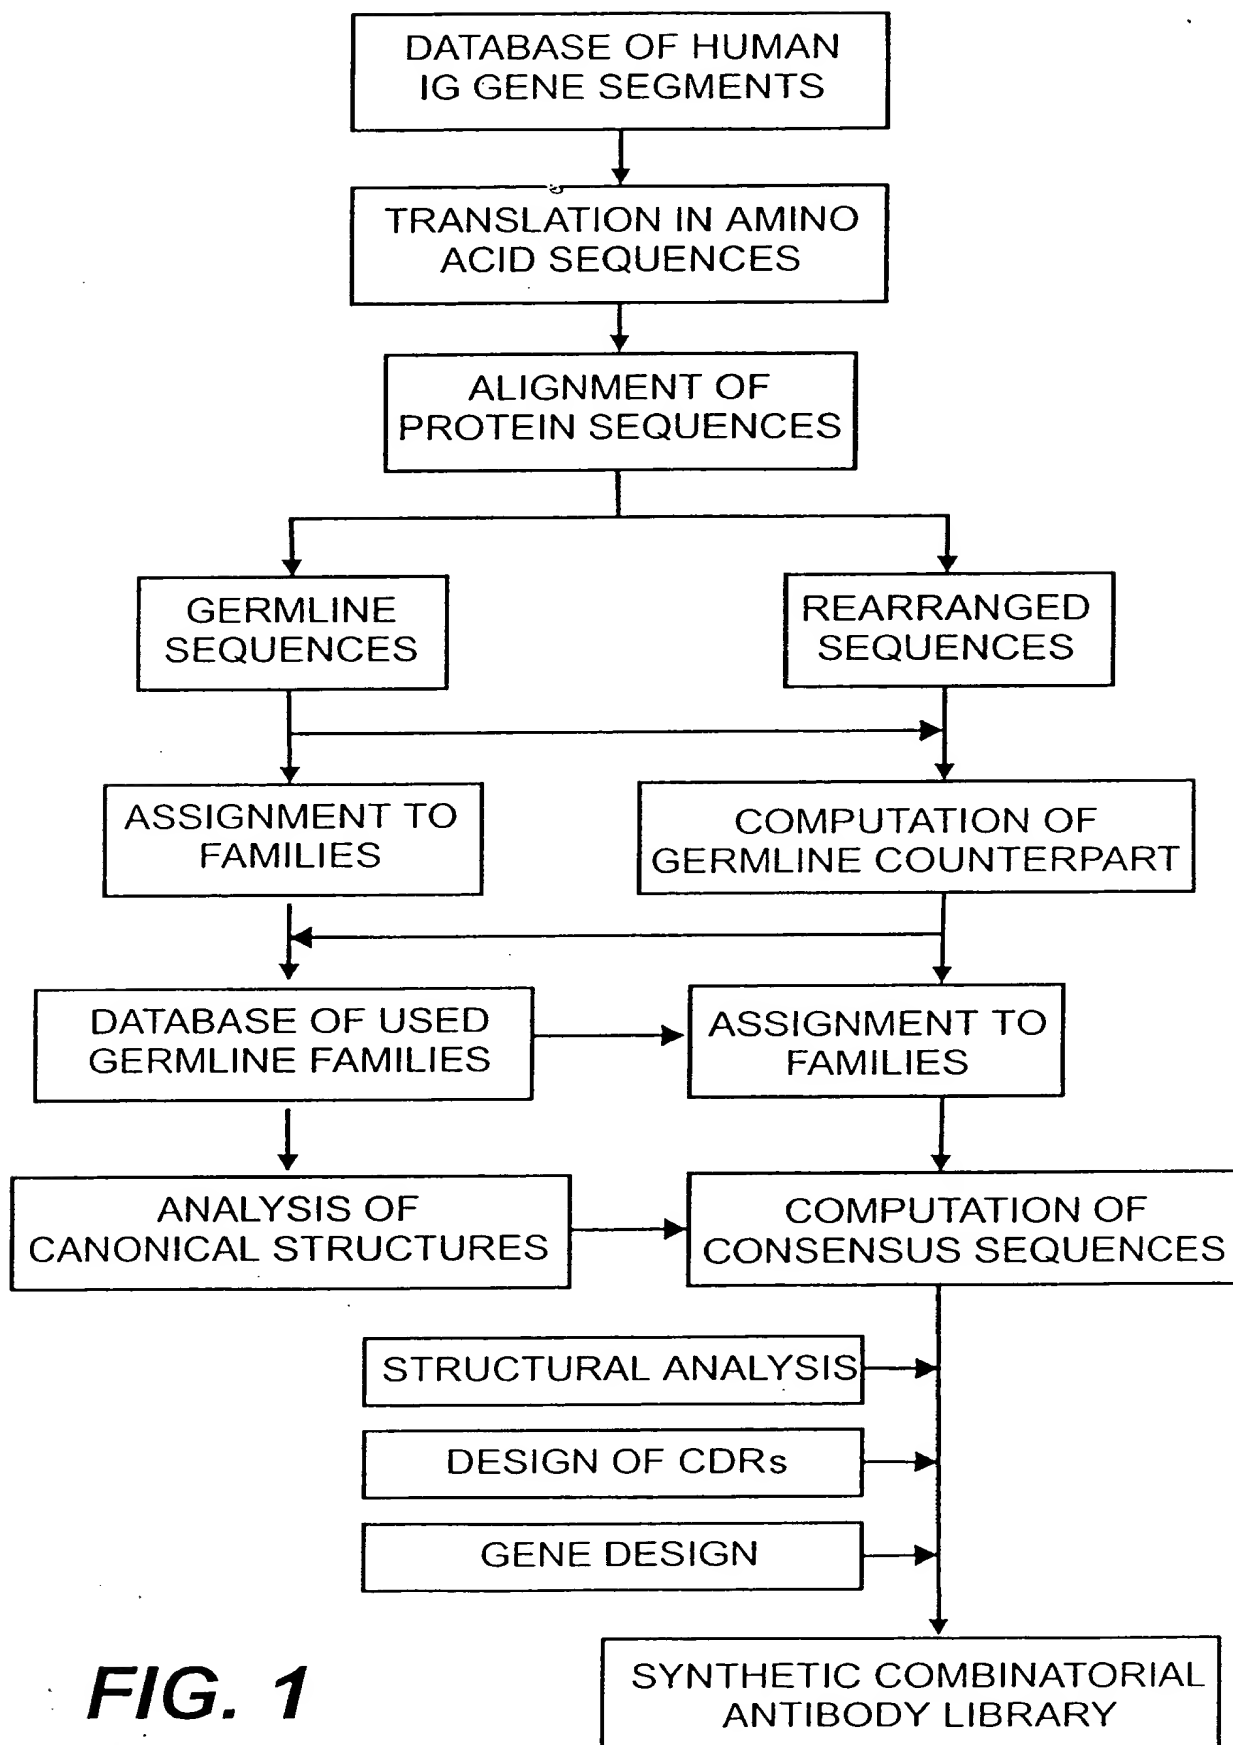 DATABASE OF HUMAN
IG GENE SEGMENTS
TRANSLATION IN AMINO
ACID SEQUENCES
ALIGNMENT OF
PROTEIN SEQUENCES
GERMLINE
SEQUENCES
REARRANGED
SEQUENCES
ASSIGNMENT TO
FAMILIES
COMPUTATION OF
GERMLINE COUNTERPART
DATABASE OF USED
GERMLINE FAMILIES
ASSIGNMENT TO
FAMILIES
ANALYSIS OF
CANONICAL STRUCTURES
COMPUTATION OF
CONSENSUS SEQUENCES
STRUCTURAL ANALYSIS
DESIGN OF CDRs
GENE DESIGN
SYNTHETIC COMBINATORIAL
ANTIBODY LIBRARY
FIG. 1